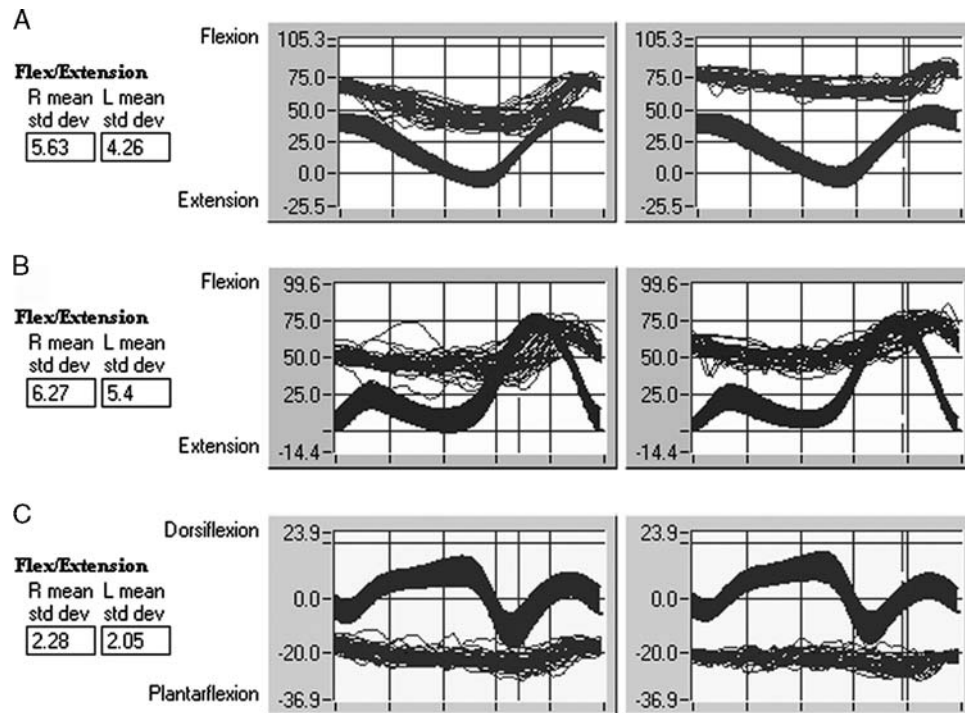 A
Flexion
Flex/Extension
R mean L mean
std dev std dev
5.63 4.26
Extension
105.3
75.0
50.0
25.0
0.0
-25.5
105.3
75.0
50.0
25.0
0.0
-25.5
B
Flexion
Flex/Extension
R mean L mean
std dev std dev
6.27 5.4
Extension
99.6
75.0
50.0
25.0
-14.4
99.6
75.0
50.0
25.0
-14.4
C
Dorsiflexion
Flex/Extension
R mean L mean
std dev std dev
2.28 2.05
Plantarflexion
23.9
0.0
-20.0
-36.9
23.9
0.0
-20.0
-36.9